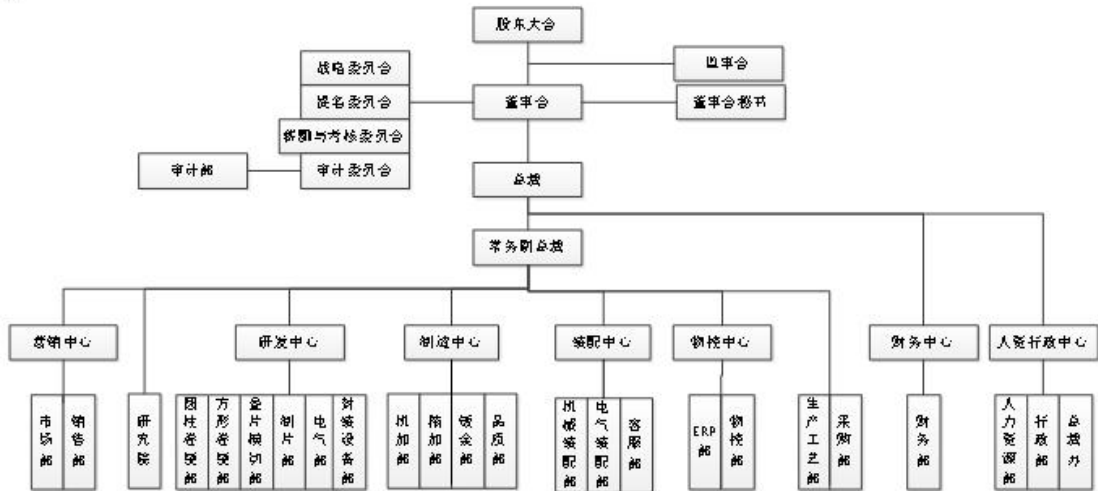 股东大会
监事会
战略委员会
提名委员会
董事会
董事会秘书
薪酬与考核委员会
审计部
审计委员会
总裁
常务副总裁
营销中心
研发中心
制造中心
装配中心
物控中心
财务中心
人资行政中心
市场部
销售部
研究院
圆柱卷绕部
方形卷绕部
叠片模切部
制片部
电气部
封装设备部
机加部
精加部
钣金部
品质部
机械装配部
电气装配部
客服部
ERP部
物控部
生产工艺部
采购部
财务部
人力资源部
行政部
总裁办